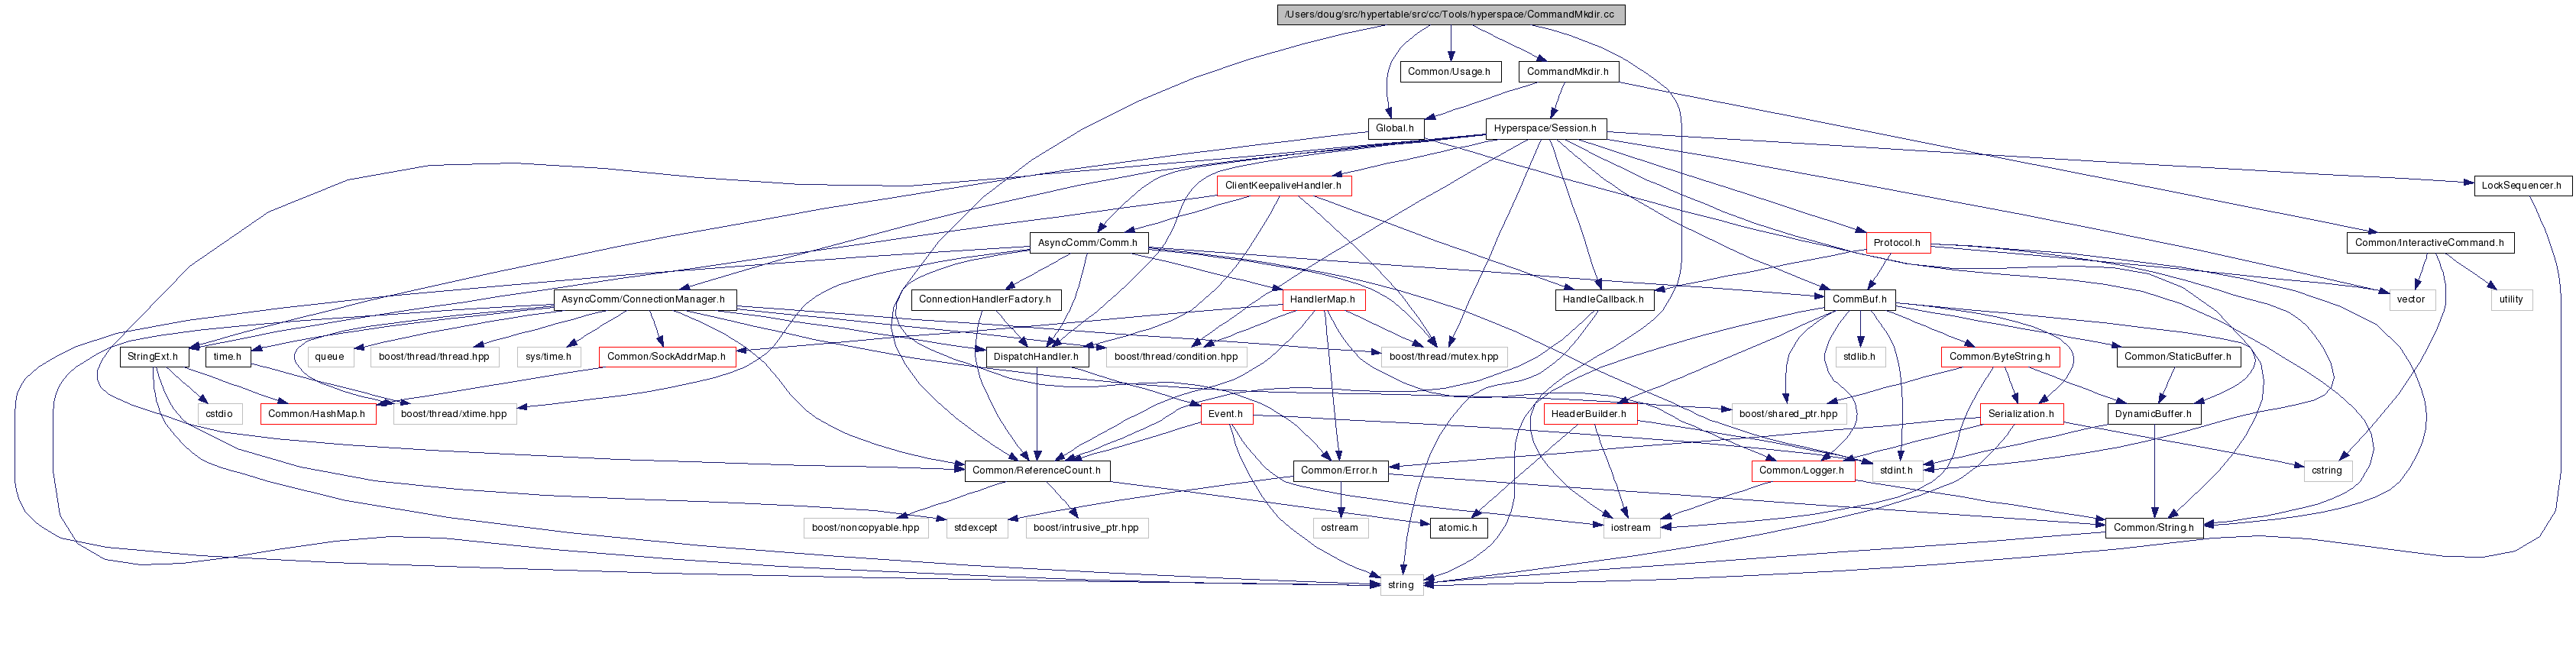 /Users/doug/src/hypertable/src/cc/Tools/hyperspace/CommandMkdir.cc
Common/Usage.h
CommandMkdir.h
Global.h
Hyperspace/Session.h
ClientKeepaliveHandler.h
LockSequencer.h
AsyncComm/Comm.h
Protocol.h
Common/InteractiveCommand.h
AsyncComm/ConnectionManager.h
ConnectionHandlerFactory.h
HandlerMap.h
HandleCallback.h
CommBuf.h
vector
utility
StringExt.h
time.h
queue
boost/thread/thread.hpp
sys/time.h
Common/SockAddrMap.h
DispatchHandler.h
boost/thread/condition.hpp
boost/thread/mutex.hpp
stdlib.h
Common/ByteString.h
Common/StaticBuffer.h
cstdio
Common/HashMap.h
boost/thread/xtime.hpp
Event.h
HeaderBuilder.h
boost/shared_ptr.hpp
Serialization.h
DynamicBuffer.h
Common/ReferenceCount.h
Common/Error.h
Common/Logger.h
stdint.h
cstring
boost/noncopyable.hpp
stdexcept
boost/intrusive_ptr.hpp
ostream
atomic.h
iostream
Common/String.h
string